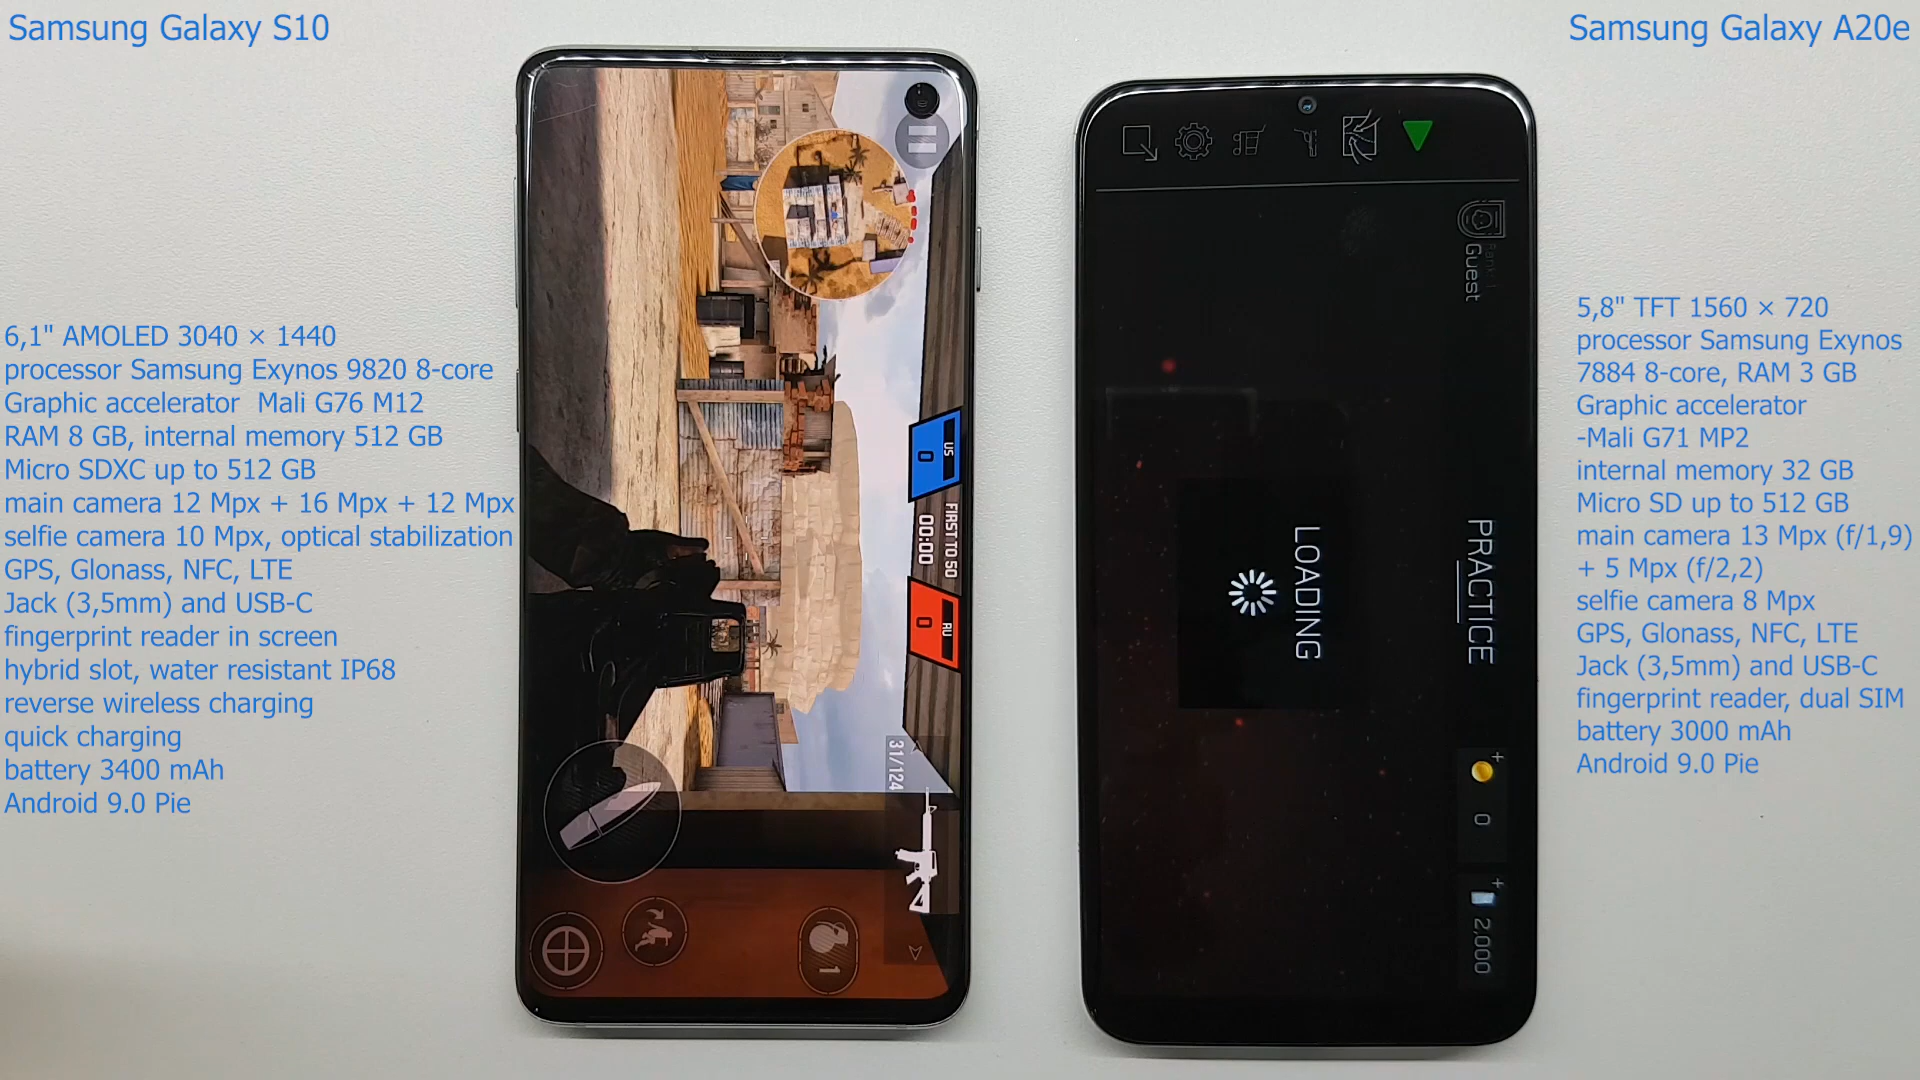 Samsung Galaxy S10
6,1" AMOLED 3040 × 1440
processor Samsung Exynos 9820 8-core
Graphic accelerator Mali G76 M12
RAM 8 GB, internal memory 512 GB
Micro SDXC up to 512 GB
main camera 12 Mpx + 16 Mpx + 12 Mpx
selfie camera 10 Mpx, optical stabilization
GPS, Glonass, NFC, LTE
Jack (3,5mm) and USB-C
fingerprint reader in screen
hybrid slot, water resistant IP68
reverse wireless charging
quick charging
battery 3400 mAh
Android 9.0 Pie
US
0
FIRST TO 50
00:00
RU
0
31/124
1
Samsung Galaxy A20e
Rank: 1
Guest
PRACTICE
LOADING
0
2,000
5,8" TFT 1560 × 720
processor Samsung Exynos
7884 8-core, RAM 3 GB
Graphic accelerator
-Mali G71 MP2
internal memory 32 GB
Micro SD up to 512 GB
main camera 13 Mpx (f/1,9)
+ 5 Mpx (f/2,2)
selfie camera 8 Mpx
GPS, Glonass, NFC, LTE
Jack (3,5mm) and USB-C
fingerprint reader, dual SIM
battery 3000 mAh
Android 9.0 Pie